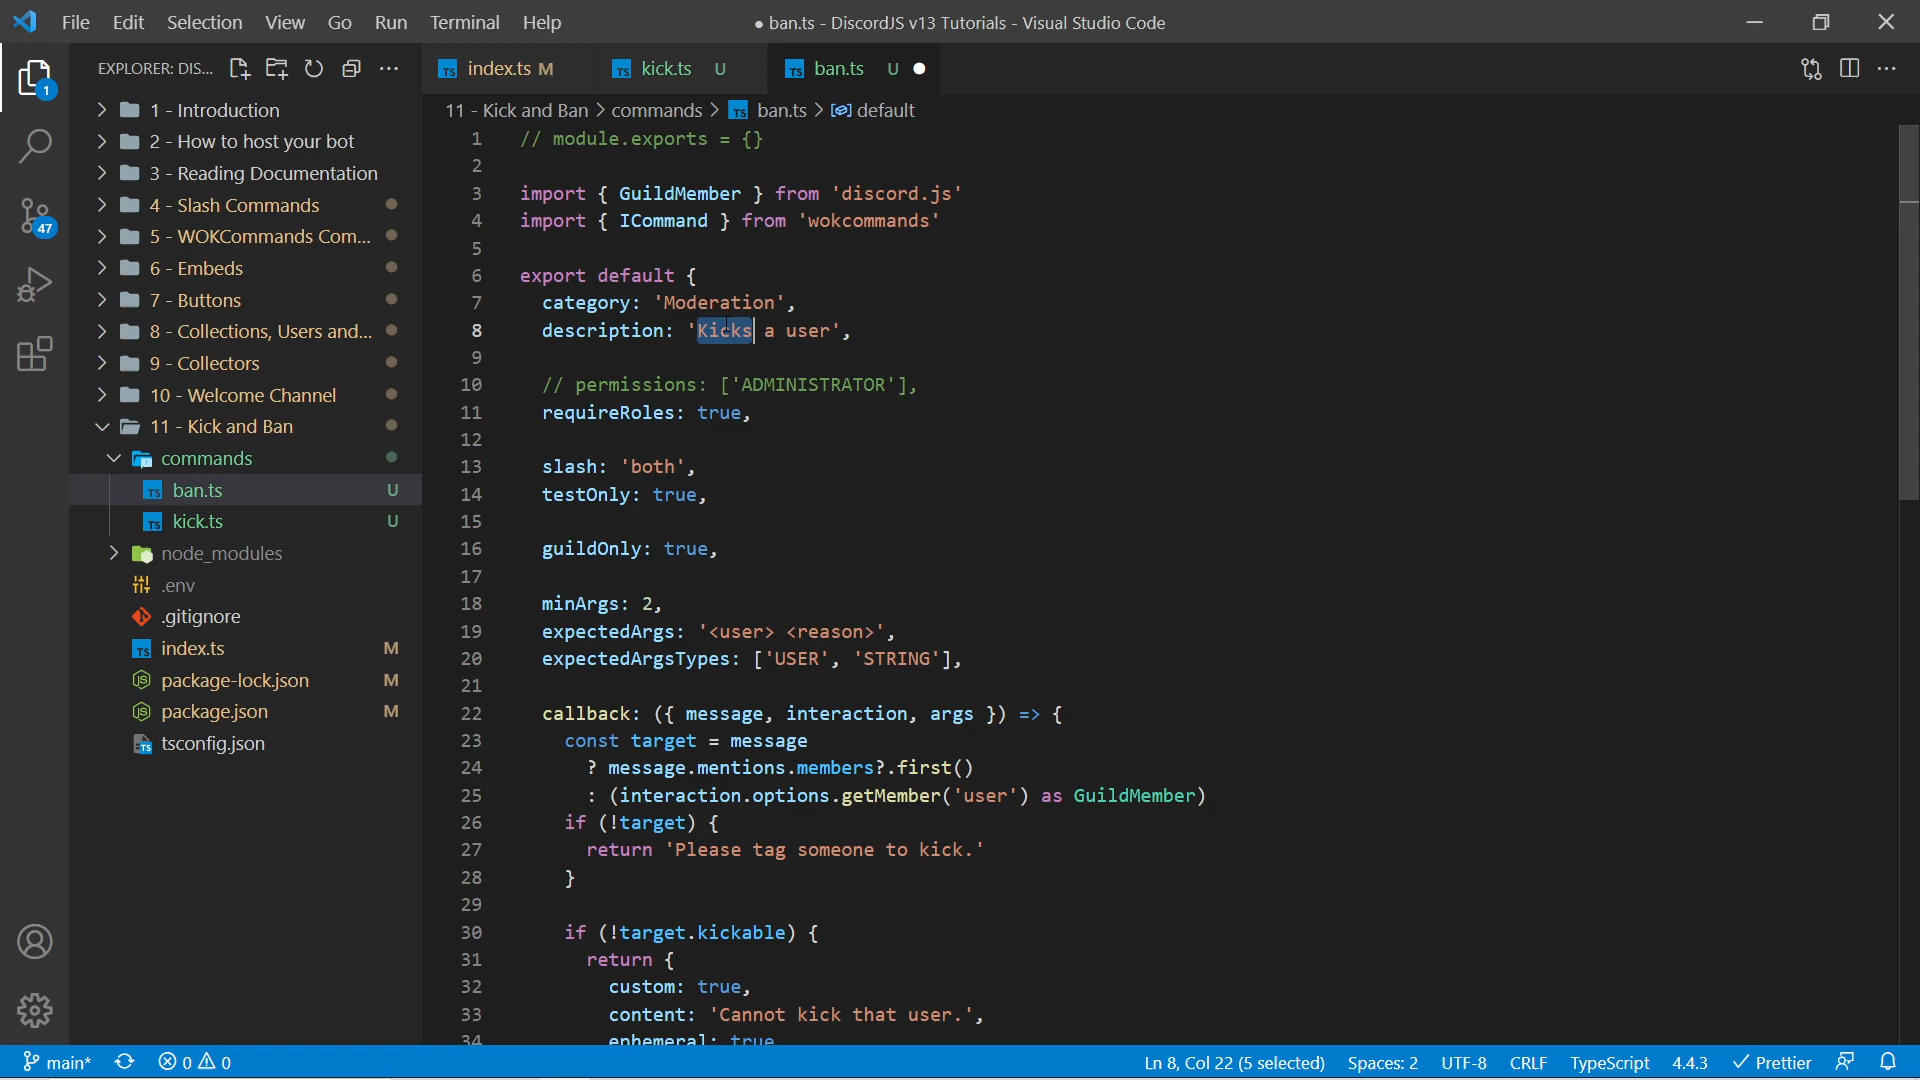 File Edit Selection View Go Run Terminal Help
● ban.ts - DiscordJS v13 Tutorials - Visual Studio Code
EXPLORER: DIS...
index.ts M
kick.ts U
ban.ts U
11 - Kick and Ban > commands > ban.ts > default
1
47
1 - Introduction
2 - How to host your bot
3 - Reading Documentation
4 - Slash Commands
5 - WOKCommands Com...
6 - Embeds
7 - Buttons
8 - Collections, Users and...
9 - Collectors
10 - Welcome Channel
11 - Kick and Ban
commands
ban.ts U
kick.ts U
node_modules
.env
.gitignore
index.ts M
package-lock.json M
package.json M
tsconfig.json
1 // module.exports = {}
2
3 import { GuildMember } from 'discord.js'
4 import { ICommand } from 'wokcommands'
5
6 export default {
7 category: 'Moderation',
8 description: 'Kicks a user',
9
10 // permissions: ['ADMINISTRATOR'],
11 requireRoles: true,
12
13 slash: 'both',
14 testOnly: true,
15
16 guildOnly: true,
17
18 minArgs: 2,
19 expectedArgs: '<user> <reason>',
20 expectedArgsTypes: ['USER', 'STRING'],
21
22 callback: ({ message, interaction, args }) => {
23 const target = message
24 ? message.mentions.members?.first()
25 : (interaction.options.getMember('user') as GuildMember)
26 if (!target) {
27 return 'Please tag someone to kick.'
28 }
29
30 if (!target.kickable) {
31 return {
32 custom: true,
33 content: 'Cannot kick that user.',
34 ephemeral: true
main* 0 0
Ln 8, Col 22 (5 selected) Spaces: 2 UTF-8 CRLF TypeScript 4.4.3 Prettier